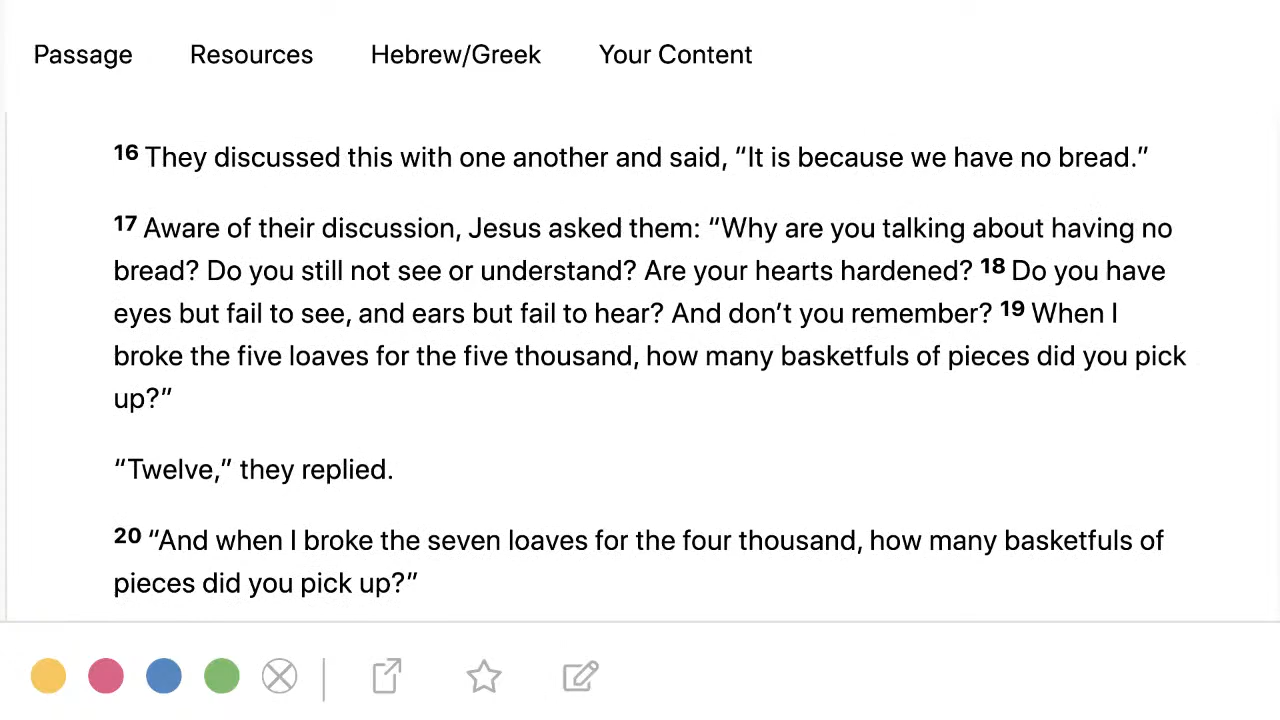 Passage Resources Hebrew/Greek Your Content
16 They discussed this with one another and said, “It is because we have no bread.”
17 Aware of their discussion, Jesus asked them: “Why are you talking about having no
bread? Do you still not see or understand? Are your hearts hardened? 18 Do you have
eyes but fail to see, and ears but fail to hear? And don’t you remember? 19 When I
broke the five loaves for the five thousand, how many basketfuls of pieces did you pick
up?”
“Twelve,” they replied.
20 “And when I broke the seven loaves for the four thousand, how many basketfuls of
pieces did you pick up?”